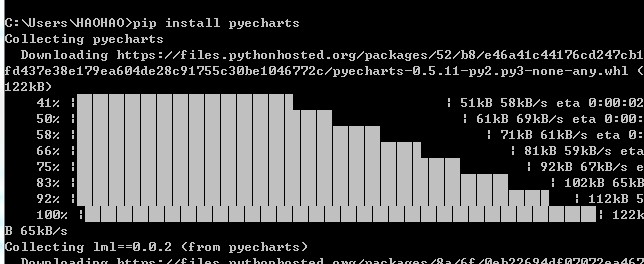 C:\Users\HAOHAO>pip install pyecharts
Collecting pyecharts
Downloading https://files.pythonhosted.org/packages/52/b8/e46a41c44176cd247cb1
fd437e38e179ea604de28c91755c30be1046772c/pyecharts-0.5.11-py2.py3-none-any.whl (
122kB)
41% | | 51kB 58kB/s eta 0:00:02
50% | | 61kB 69kB/s eta 0:00:
58% | | 71kB 61kB/s eta 0:
66% | | 81kB 59kB/s eta
75% | | 92kB 67kB/s e
83% | | 102kB 65kB
92% | | 112kB 5
100% | | 122k
B 65kB/s
Collecting lml==0.0.2 (from pyecharts)
Downloading https://files.pythonhosted.org/packages/8a/6f/0eb22694df07072ea467